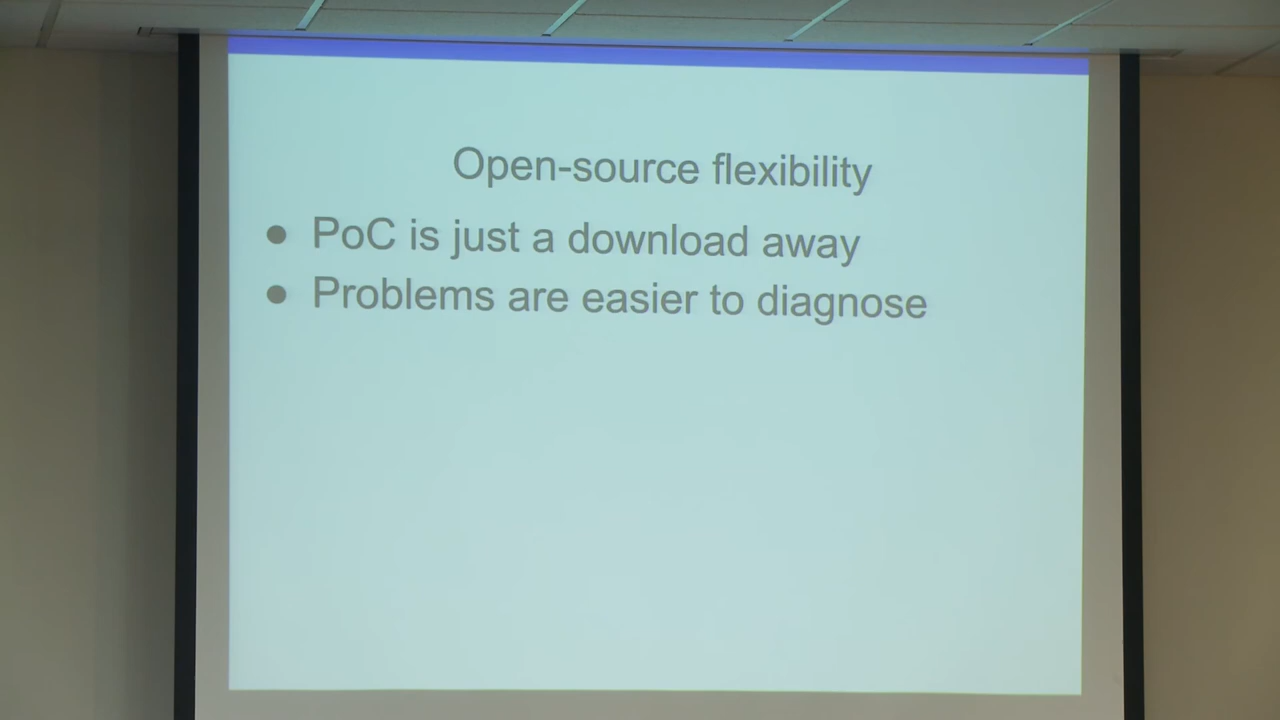 Open-source flexibility
● PoC is just a download away
● Problems are easier to diagnose